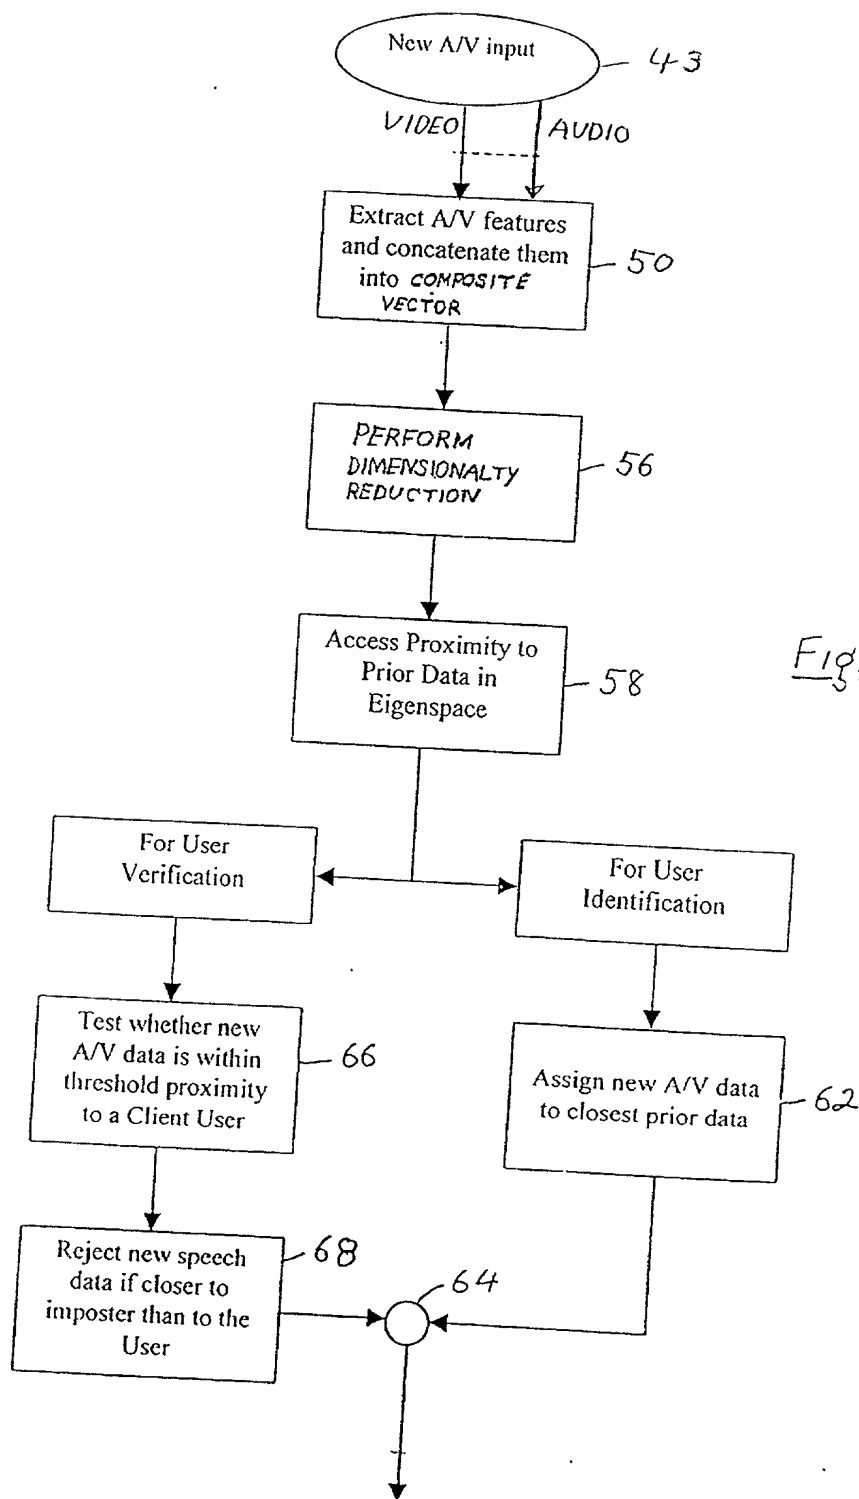 New A/V input
43
VIDEO
AUDIO
Extract A/V features
and concatenate them
into COMPOSITE
VECTOR
50
PERFORM
DIMENSIONALTY
REDUCTION
56
Access Proximity to
Prior Data in
Eigenspace
58
Fig.
5
For User
Verification
For User
Identification
Test whether new
A/V data is within
threshold proximity
to a Client User
66
Assign new A/V data
to closest prior data
62
Reject new speech
data if closer to
imposter than to the
User
68
64